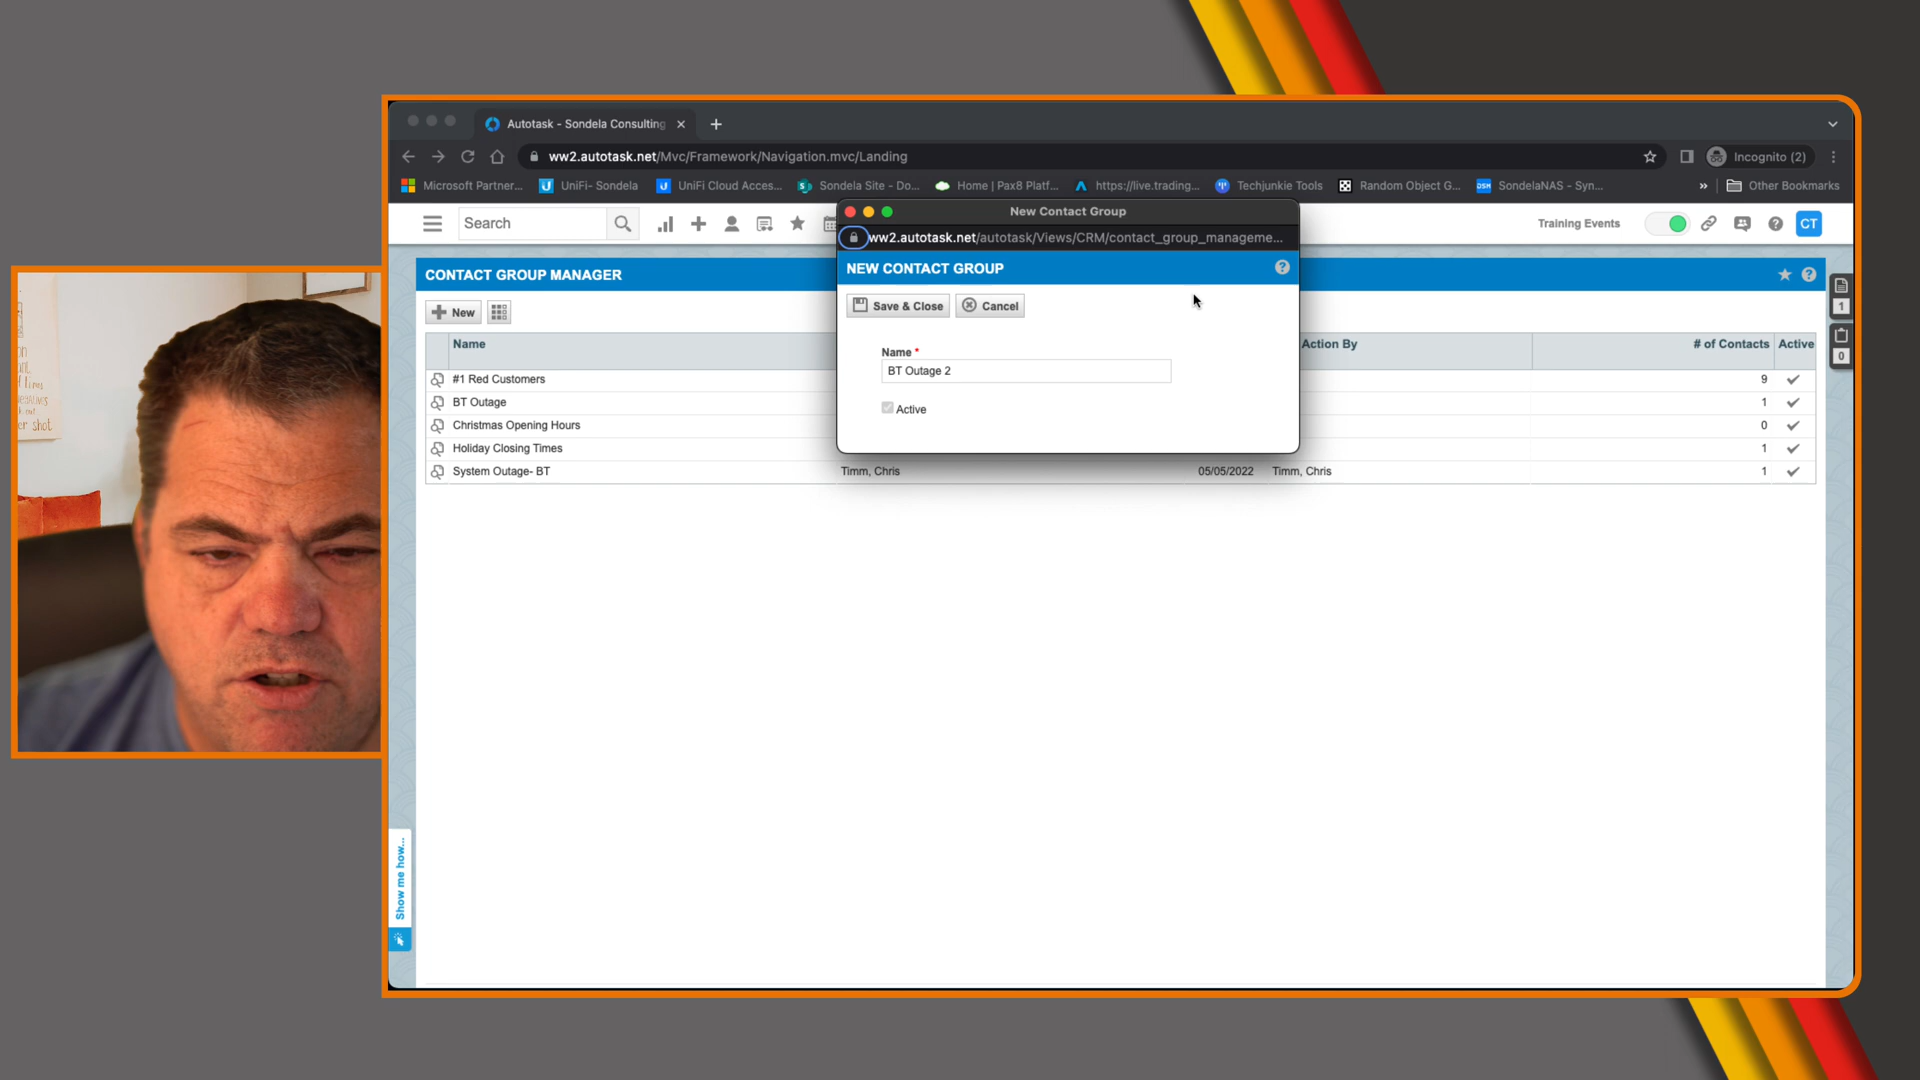 Autotask - Sondela Consulting
ww2.autotask.net/Mvc/Framework/Navigation.mvc/Landing
Incognito (2)
Microsoft Partner...
UniFi- Sondela
UniFi Cloud Acces...
Sondela Site - Do...
Home | Pax8 Platf...
https://live.trading...
Techjunkie Tools
Random Object G...
SondelaNAS - Syn...
»
Other Bookmarks
Search
Training Events
CT
New Contact Group
ww2.autotask.net/autotask/Views/CRM/contact_group_manageme...
NEW CONTACT GROUP
Save & Close
Cancel
Name *
BT Outage 2
Active
CONTACT GROUP MANAGER
New
Name
Action By
# of Contacts
Active
#1 Red Customers
9
BT Outage
1
Christmas Opening Hours
0
Holiday Closing Times
1
System Outage- BT
Timm, Chris
05/05/2022
Timm, Chris
1
1
0
Show me how...
shot